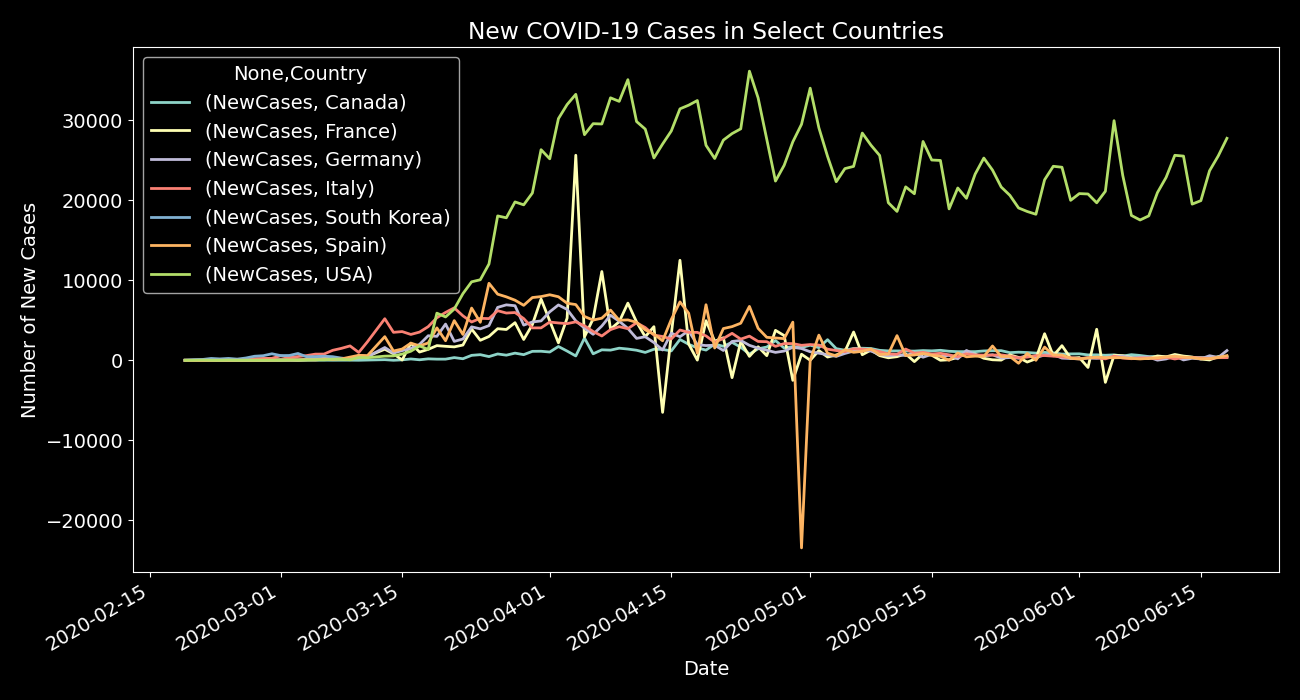 New COVID-19 Cases in Select Countries
None,Country
(NewCases, Canada)
(NewCases, France)
(NewCases, Germany)
(NewCases, Italy)
(NewCases, South Korea)
(NewCases, Spain)
(NewCases, USA)
30000
20000
10000
0
−10000
−20000
Number of New Cases
2020-02-15
2020-03-01
2020-03-15
2020-04-01
2020-04-15
2020-05-01
2020-05-15
2020-06-01
2020-06-15
Date